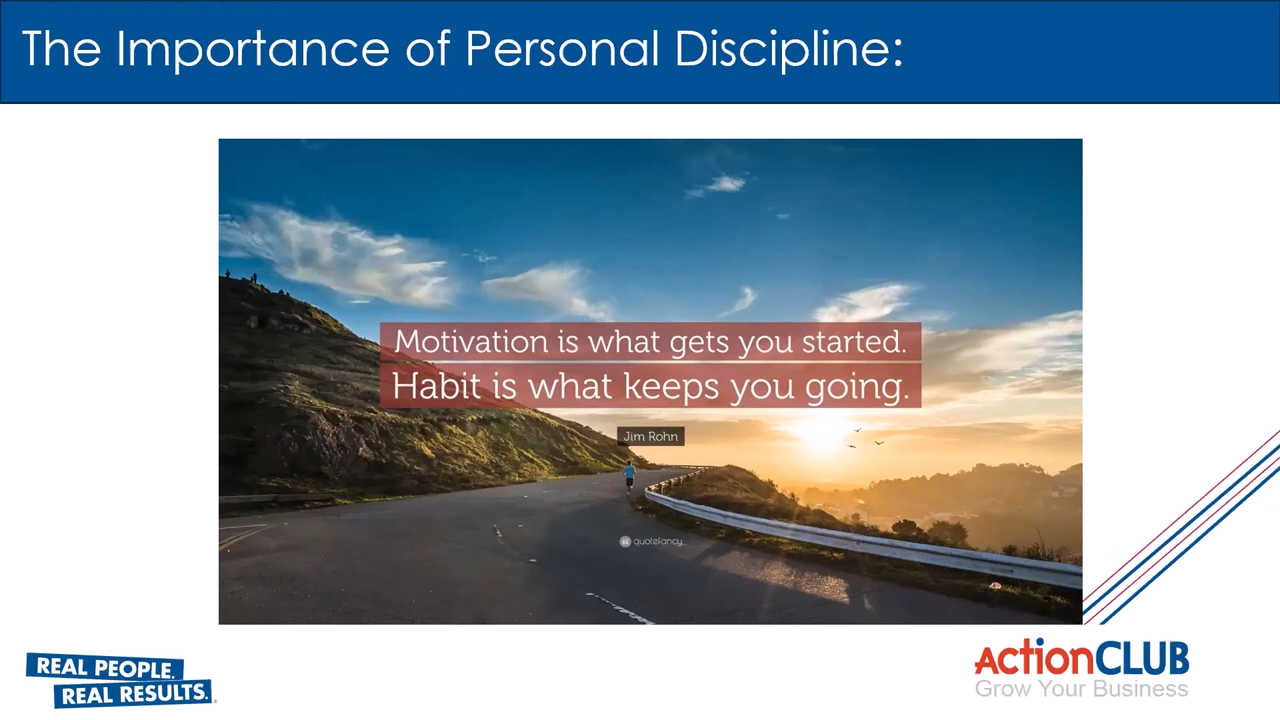 The Importance of Personal Discipline:
Motivation is what gets you started.
Habit is what keeps you going.
Jim Rohn
quotefancy
REAL PEOPLE.
REAL RESULTS.
ActionCLUB
Grow Your Business